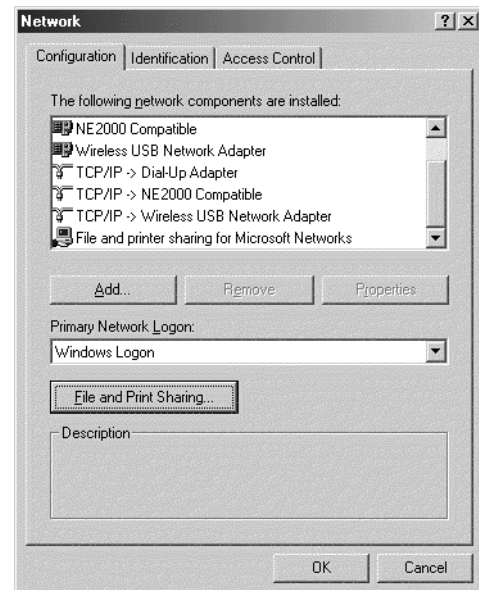 Network
Configuration Identification Access Control
The following network components are installed:
NE2000 Compatible
Wireless USB Network Adapter
TCP/IP -> Dial-Up Adapter
TCP/IP -> NE2000 Compatible
TCP/IP -> Wireless USB Network Adapter
File and printer sharing for Microsoft Networks
Add... Remove Properties
Primary Network Logon:
Windows Logon
File and Print Sharing...
Description
OK Cancel